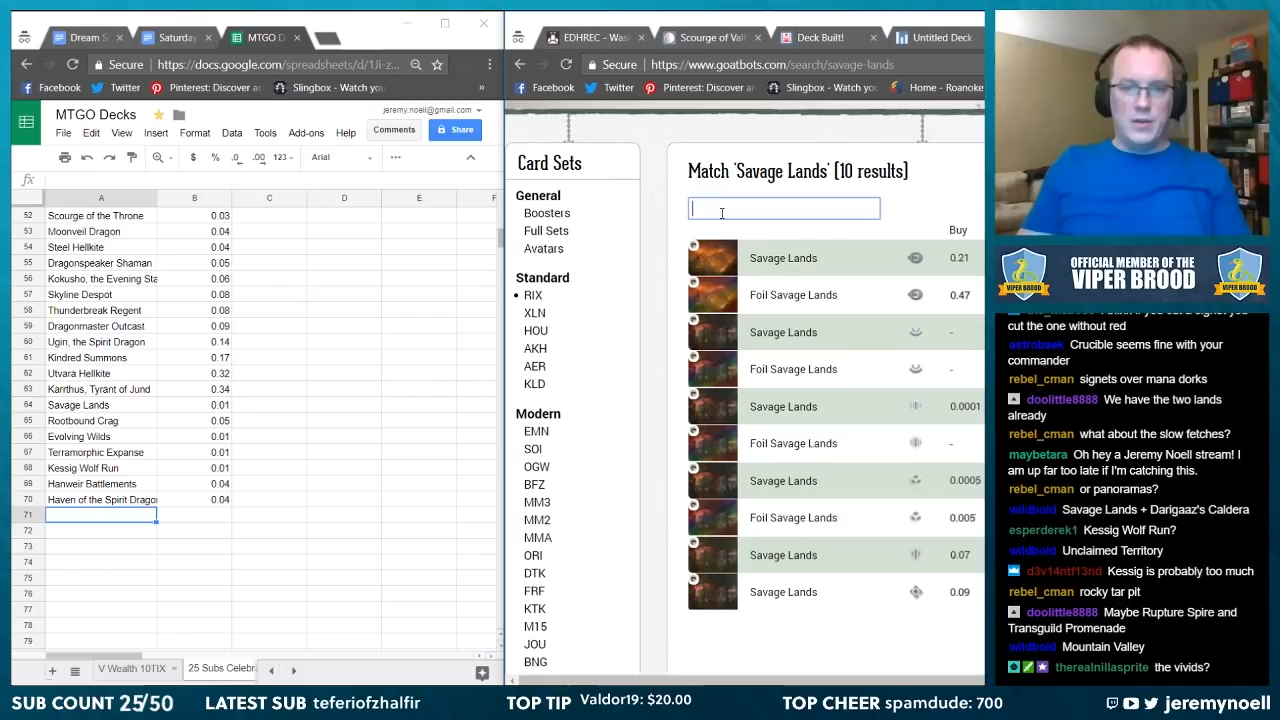 Dream S
Saturday
MTGO D
Secure
https://docs.google.com/spreadsheets/d/1Ji-z...
Facebook
Twitter
Pinterest: Discover an
Slingbox - Watch you
»
MTGO Decks
jeremy.noell@gmail.com
File Edit View Insert Format Data Tools Add-ons Help
Comments
Share
$ % .0 .00 123 Arial
fx
A B C D E F
52 Scourge of the Throne 0.03
53 Moonveil Dragon 0.04
54 Steel Hellkite 0.04
55 Dragonspeaker Shaman 0.05
56 Kokusho, the Evening Sta 0.06
57 Skyline Despot 0.08
58 Thunderbreak Regent 0.08
59 Dragonmaster Outcast 0.09
60 Ugin, the Spirit Dragon 0.14
61 Kindred Summons 0.17
62 Utvara Hellkite 0.32
63 Karrthus, Tyrant of Jund 0.34
64 Savage Lands 0.01
65 Rootbound Crag 0.05
66 Evolving Wilds 0.01
67 Terramorphic Expanse 0.01
68 Kessig Wolf Run 0.01
69 Hanweir Battlements 0.04
70 Haven of the Spirit Dragon 0.04
71
72
73
74
75
76
77
78
79
V Wealth 10TIX
25 Subs Celebr
EDHREC - Wasi
Scourge of Vall
Deck Built!
Untitled Deck
Secure
https://www.goatbots.com/search/savage-lands
Facebook
Twitter
Pinterest: Discover an
Slingbox - Watch you
Home - Roanoke
Card Sets
General
Boosters
Full Sets
Avatars
Standard
RIX
XLN
HOU
AKH
AER
KLD
Modern
EMN
SOI
OGW
BFZ
MM3
MM2
MMA
ORI
DTK
FRF
KTK
M15
JOU
BNG
Match 'Savage Lands' (10 results)
Buy
Savage Lands 0.21
Foil Savage Lands 0.47
Savage Lands -
Foil Savage Lands -
Savage Lands 0.0001
Foil Savage Lands -
Savage Lands 0.0005
Foil Savage Lands 0.005
Savage Lands 0.07
Savage Lands 0.09
OFFICIAL MEMBER OF THE
VIPER BROOD
VIPER BROOD
VIPER BROOD
cut the one without red
astrobaek Crucible seems fine with your
commander
rebel_cman signets over mana dorks
doolittle8888 We have the two lands
already
rebel_cman what about the slow fetches?
maybetara Oh hey a Jeremy Noell stream! I
am up far too late if I'm catching this.
rebel_cman or panoramas?
wildbold Savage Lands + Darigaaz's Caldera
esperderek1 Kessig Wolf Run?
wildbold Unclaimed Territory
d3v14ntf13nd Kessig is probably too much
rebel_cman rocky tar pit
doolittle8888 Maybe Rupture Spire and
Transguild Promenade
wildbold Mountain Valley
therealnillasprite the vivids?
SUB COUNT 25/50
LATEST SUB teferiofzhalfir
TOP TIP Valdor19: $20.00
TOP CHEER spamdude: 700
jeremynoell